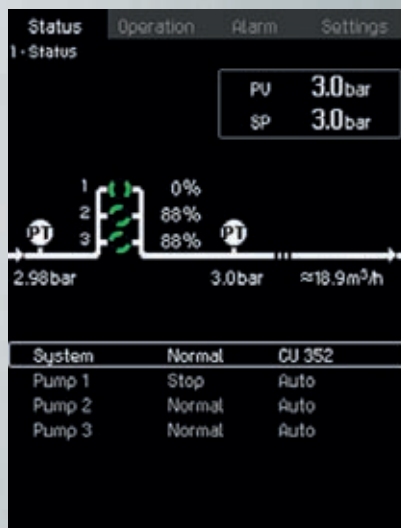 Status Operation Alarm Settings
1 - Status
PV 3.0bar
SP 3.0bar
1 0%
2 88%
PT PT
3 88%
2.98bar 3.0bar ≈18.9m³/h
System Normal CU 352
Pump 1 Stop Auto
Pump 2 Normal Auto
Pump 3 Normal Auto